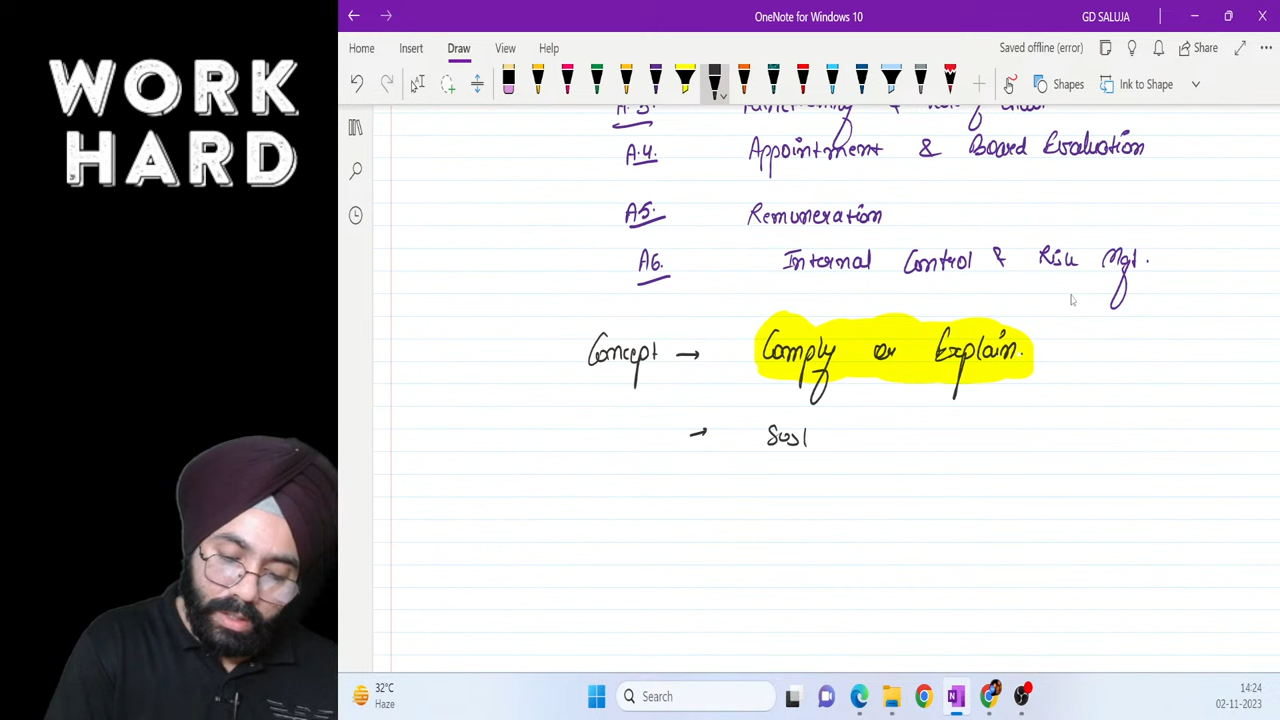 WORK
HARD
OneNote for Windows 10
GD SALUJA
Home Insert Draw View Help
Saved offline (error)
Share
Shapes
Ink to Shape
A.3.
A.4. Appointment & Board Evaluation
A5. Remuneration
A6. Internal Control & Risk Mgt.
Concept → Comply or Explain.
→ Sust
Search
32°C
Haze
14:24
02-11-2023